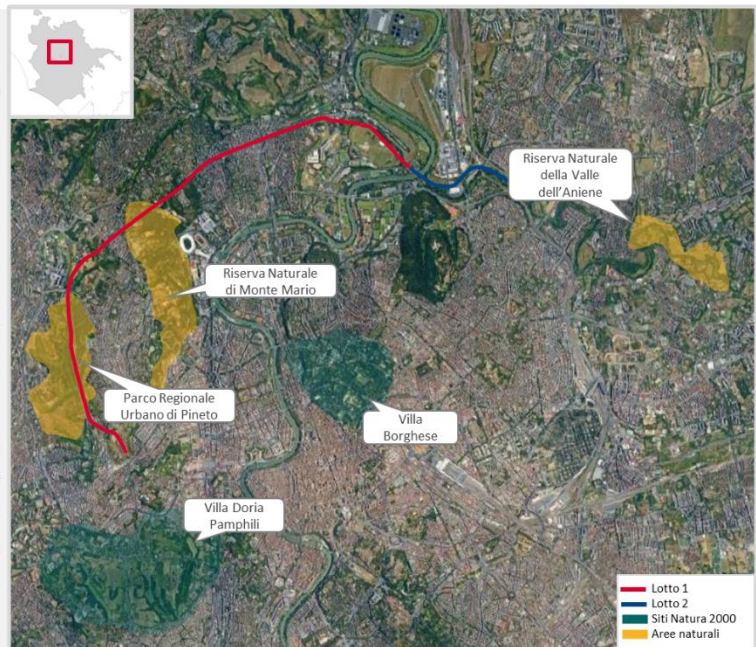 Riserva Naturale
della Valle
dell'Aniene
Riserva Naturale
di Monte Mario
Parco Regionale
Urbano di Pineto
Villa
Borghese
Villa Doria
Pamphili
Lotto 1
Lotto 2
Siti Natura 2000
Aree naturali